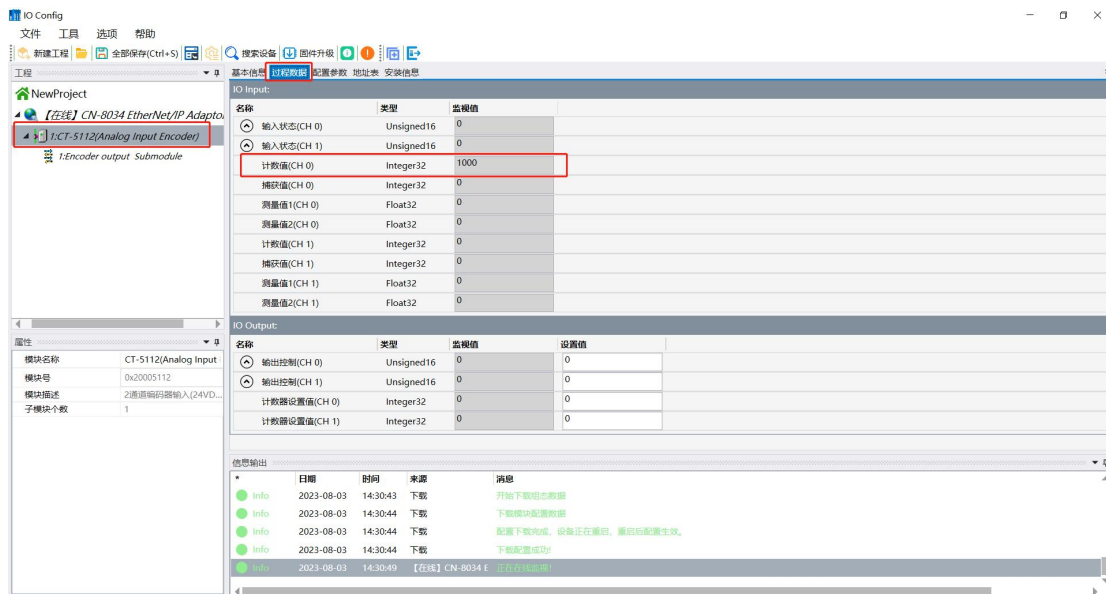 IO Config
文件 工具 选项 帮助
新建工程 全部保存(Ctrl+S) 搜索设备 固件升级
工程
基本信息 过程数据 配置参数 地址表 安装信息
NewProject
【在线】CN-8034 EtherNet/IP Adapto
1:CT-5112(Analog Input Encoder)
1:Encoder output Submodule
IO Input:
名称 类型 监视值
输入状态(CH 0) Unsigned16 0
输入状态(CH 1) Unsigned16 0
计数值(CH 0) Integer32 1000
捕获值(CH 0) Integer32 0
测量值1(CH 0) Float32 0
测量值2(CH 0) Float32 0
计数值(CH 1) Integer32 0
捕获值(CH 1) Integer32 0
测量值1(CH 1) Float32 0
测量值2(CH 1) Float32 0
IO Output:
名称 类型 监视值 设置值
输出控制(CH 0) Unsigned16 0 0
输出控制(CH 1) Unsigned16 0 0
计数器设置值(CH 0) Integer32 0 0
计数器设置值(CH 1) Integer32 0 0
属性
模块名称 CT-5112(Analog Input
模块号 0x20005112
模块描述 2通道编码器输入(24VD...
子模块个数 1
信息输出
* 日期 时间 来源 消息
Info 2023-08-03 14:30:43 下载 开始下载组态数据
Info 2023-08-03 14:30:44 下载 下载模块配置数据
Info 2023-08-03 14:30:44 下载 配置下载完成，设备正在重启，重启后配置生效。
Info 2023-08-03 14:30:44 下载 下载配置成功!
Info 2023-08-03 14:30:49 【在线】CN-8034 E 正在在线监视!